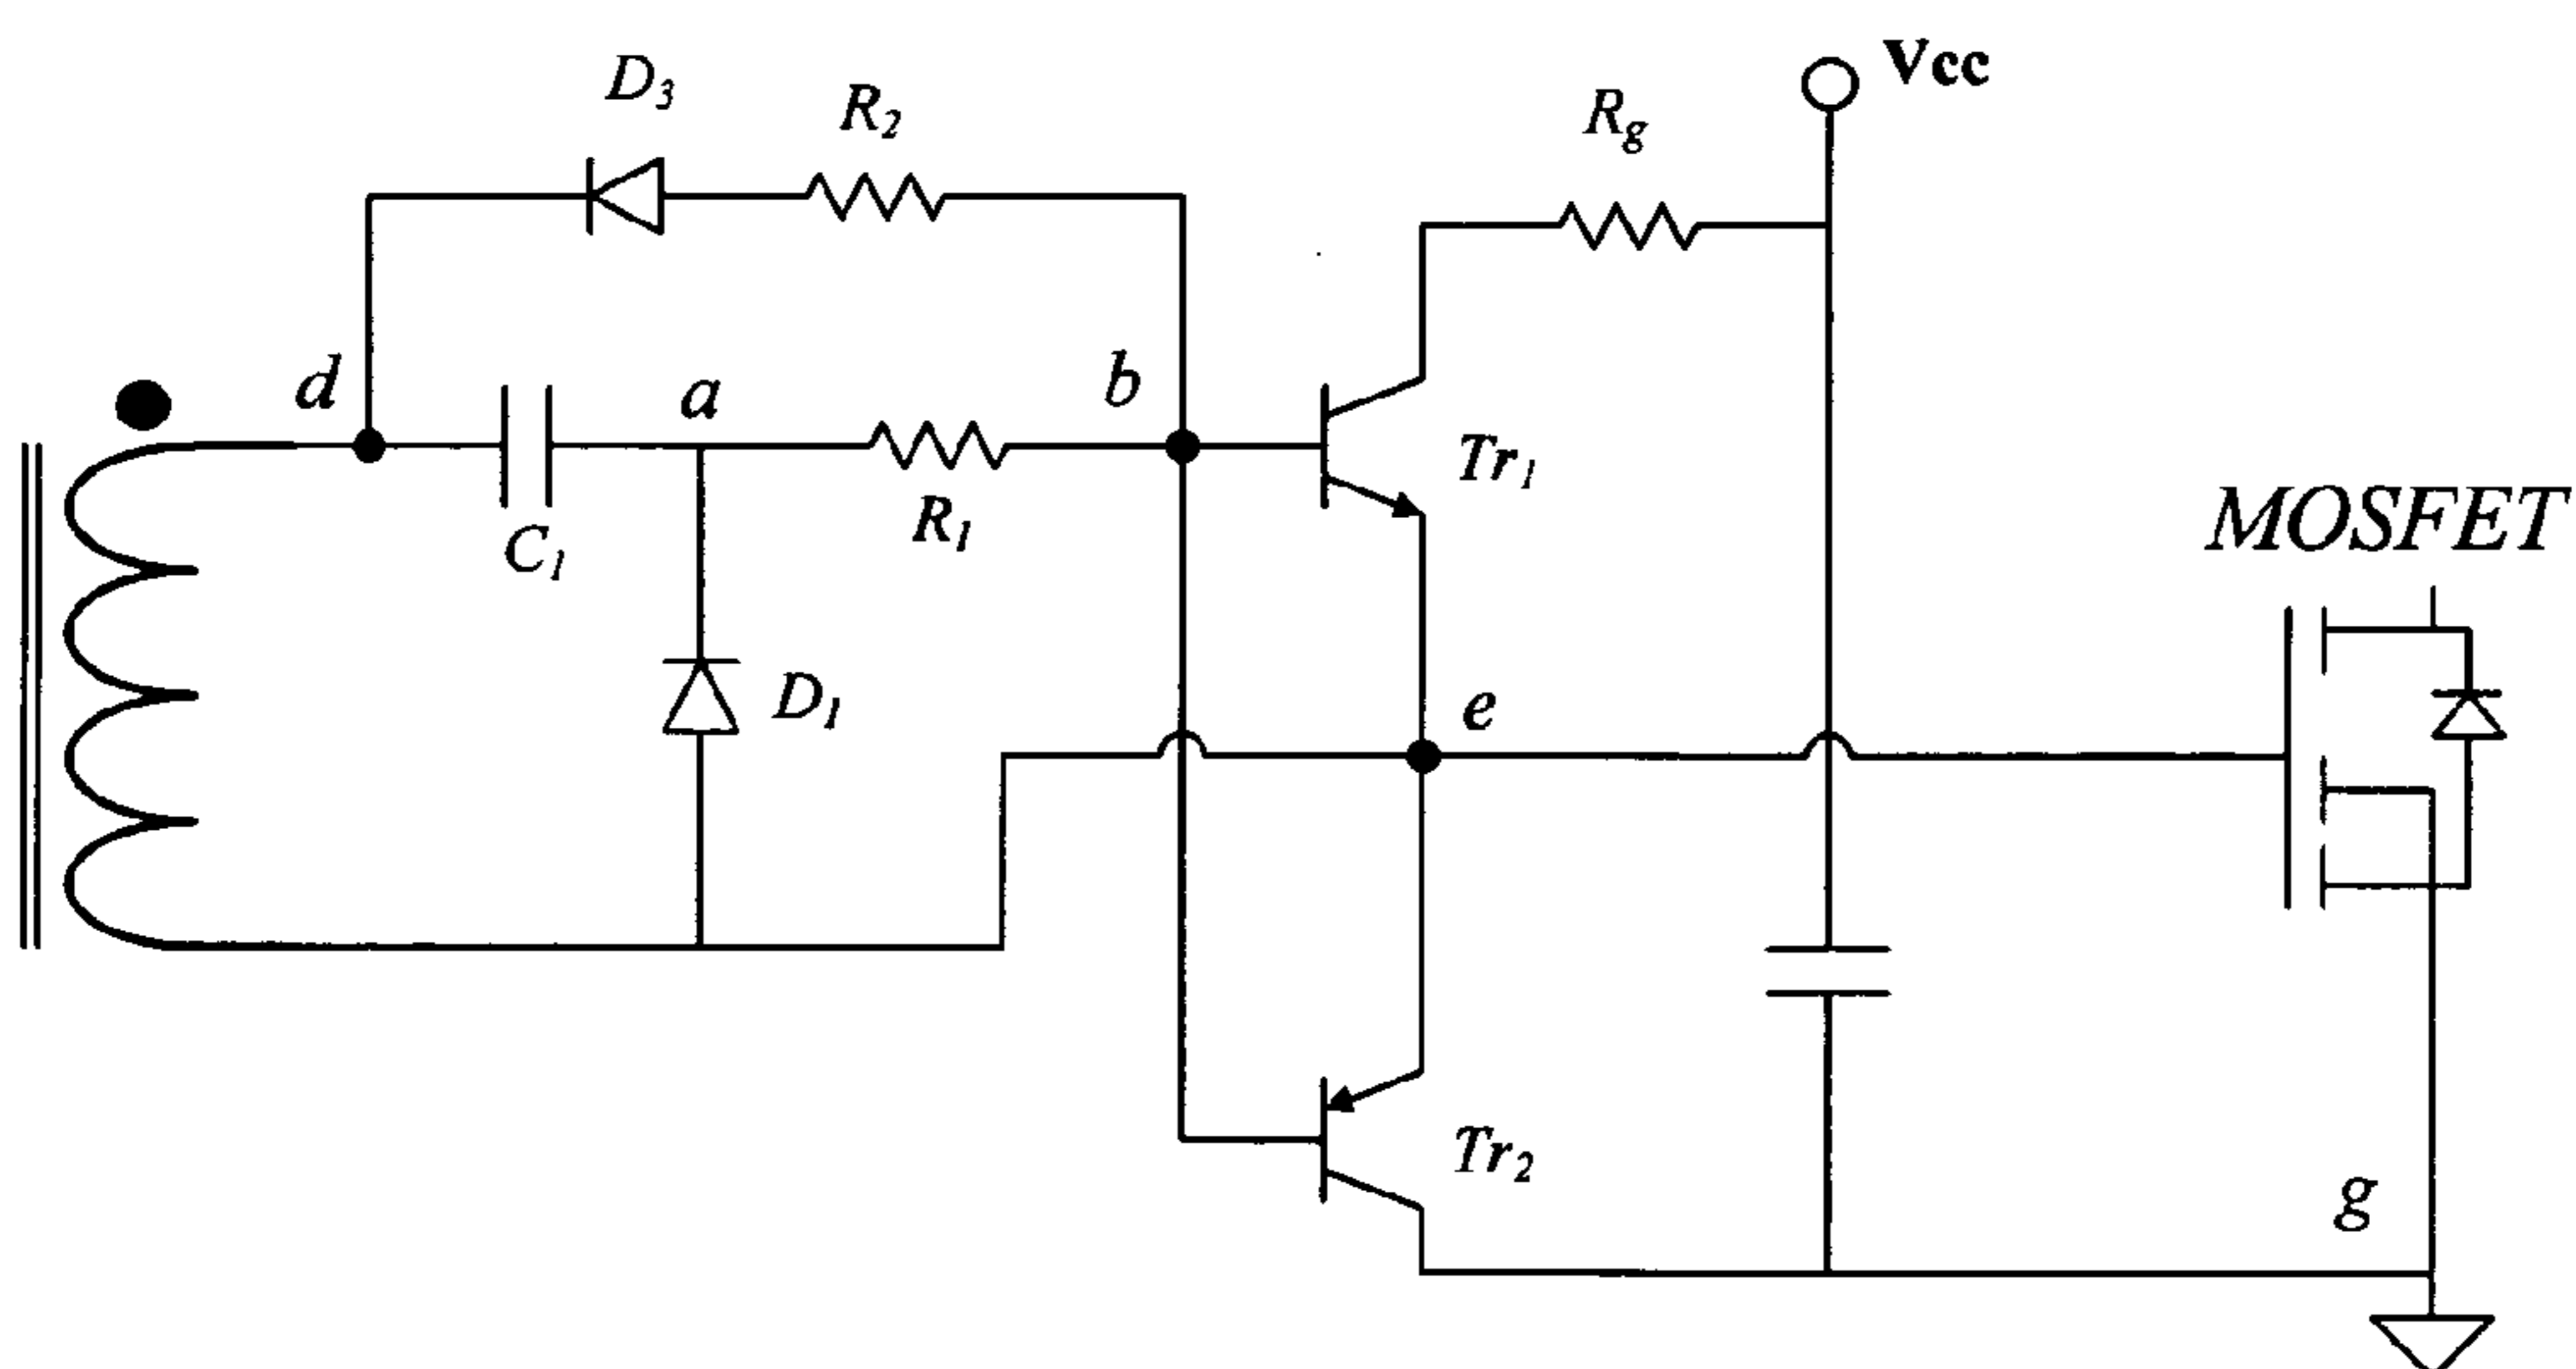 D₃
R₂
Rg
Vcc
d
a
b
C₁
R₁
Tr₁
MOSFET
D₁
e
Tr₂
g